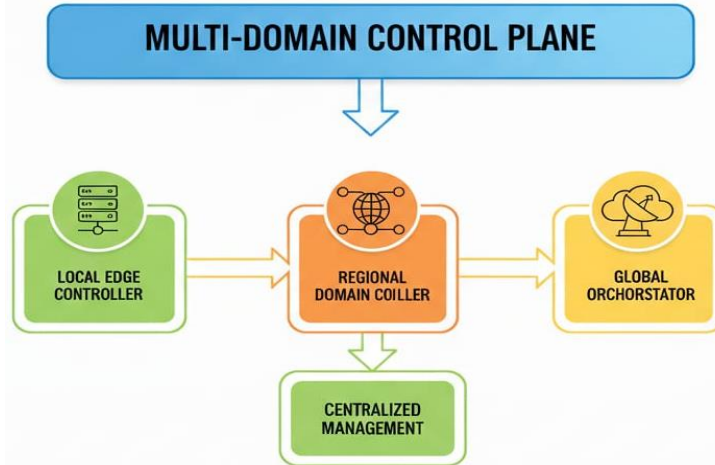 MULTI-DOMAIN CONTROL PLANE
LOCAL EDGE
CONTROLLER
REGIONAL
DOMAIN COILLER
GLOBAL
ORCHORSTATOR
CENTRALIZED
MANAGEMENT